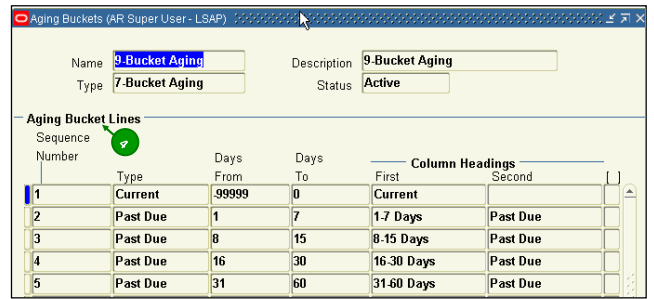 Aging Buckets (AR Super User - LSAP)
Name 9-Bucket Aging Description 9-Bucket Aging
Type 7-Bucket Aging Status Active
Aging Bucket Lines
Sequence
Number Days Days Column Headings
Type From To First Second [ ]
1 Current -99999 0 Current
2 Past Due 1 7 1-7 Days Past Due
3 Past Due 8 15 8-15 Days Past Due
4 Past Due 16 30 16-30 Days Past Due
5 Past Due 31 60 31-60 Days Past Due